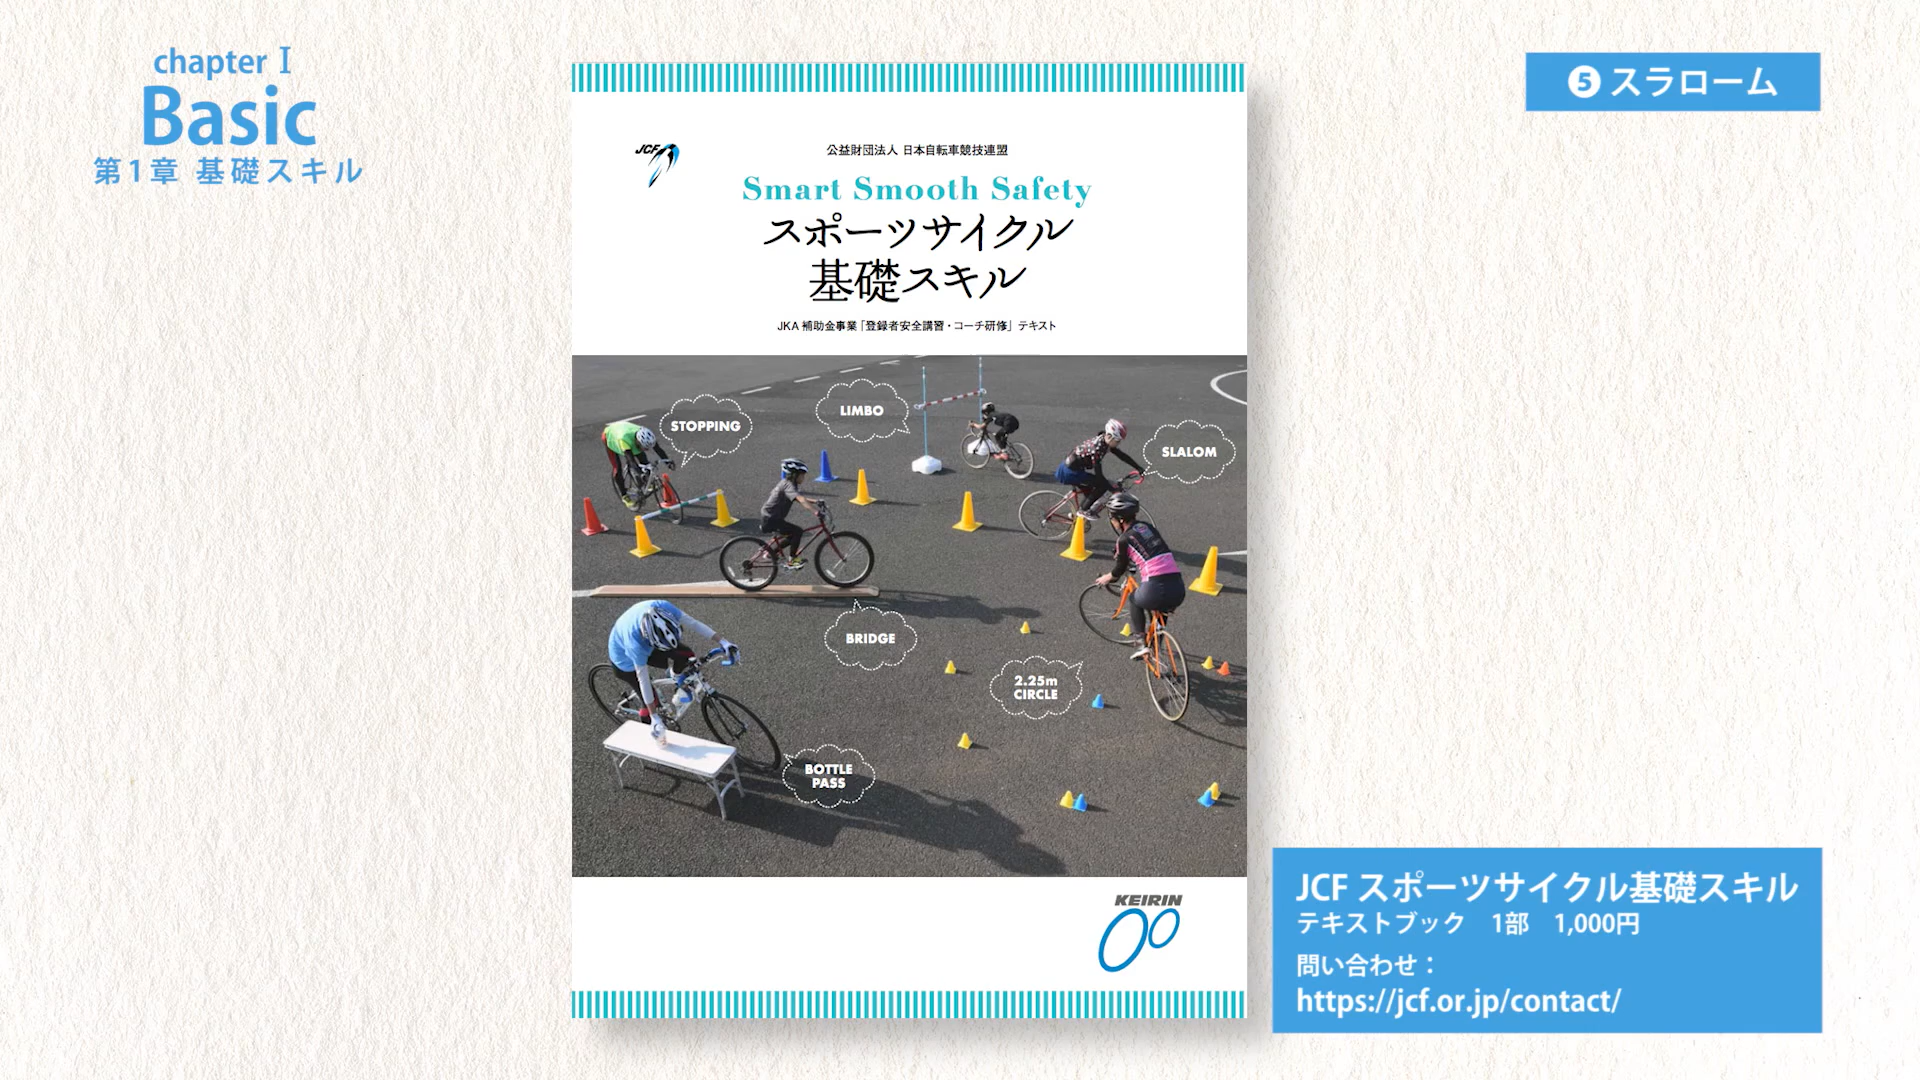 chapter Ⅰ
Basic
第1章 基礎スキル
❺ スラローム
JCF
公益財団法人 日本自転車競技連盟
Smart Smooth Safety
スポーツサイクル
基礎スキル
JKA 補助金事業「登録者安全講習・コーチ研修」テキスト
STOPPING
LIMBO
SLALOM
BRIDGE
2.25m
CIRCLE
BOTTLE
PASS
KEIRIN
JCF スポーツサイクル基礎スキル
テキストブック 1部 1,000円
問い合わせ：
https://jcf.or.jp/contact/